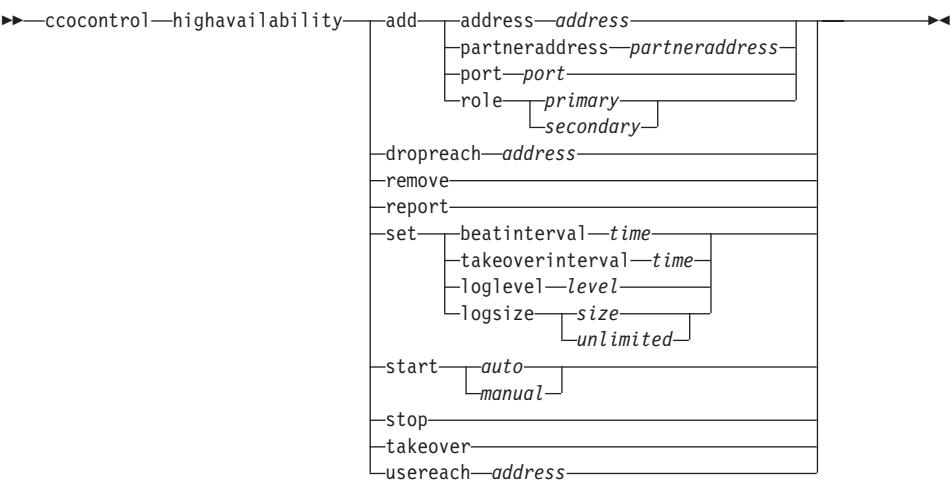 ccocontrol highavailability add address address
partneraddress partneraddress
port port
role primary
secondary
dropreach address
remove
report
set beatinterval time
takeoverinterval time
loglevel level
logsize size
unlimited
start auto
manual
stop
takeover
usereach address